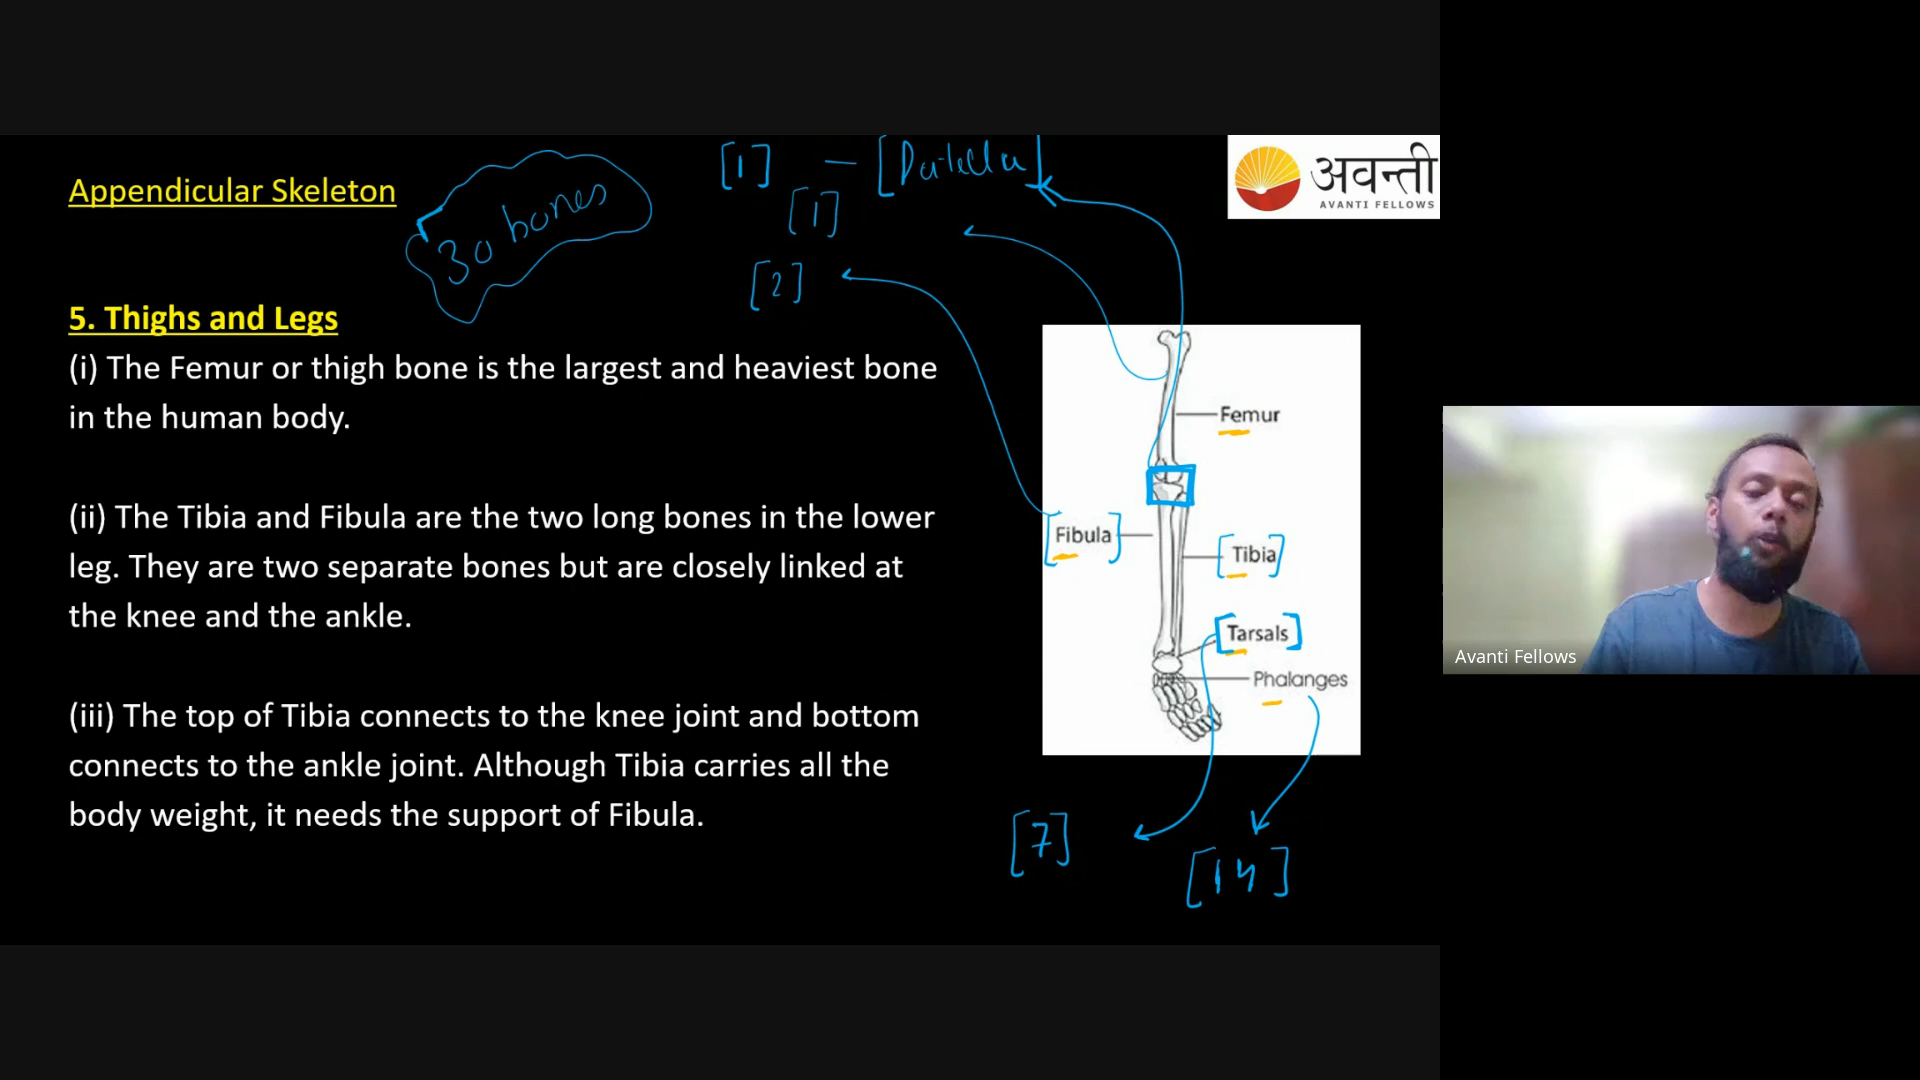 [1] - [Patella]
अवन्ती
AVANTI FELLOWS
Appendicular Skeleton
30 bones
[1]
[2]
5. Thighs and Legs
(i) The Femur or thigh bone is the largest and heaviest bone
in the human body.
(ii) The Tibia and Fibula are the two long bones in the lower
leg. They are two separate bones but are closely linked at
the knee and the ankle.
(iii) The top of Tibia connects to the knee joint and bottom
connects to the ankle joint. Although Tibia carries all the
body weight, it needs the support of Fibula.
Femur
[Fibula]
[Tibia]
[Tarsals]
Phalanges
[7]
[14]
Avanti Fellows